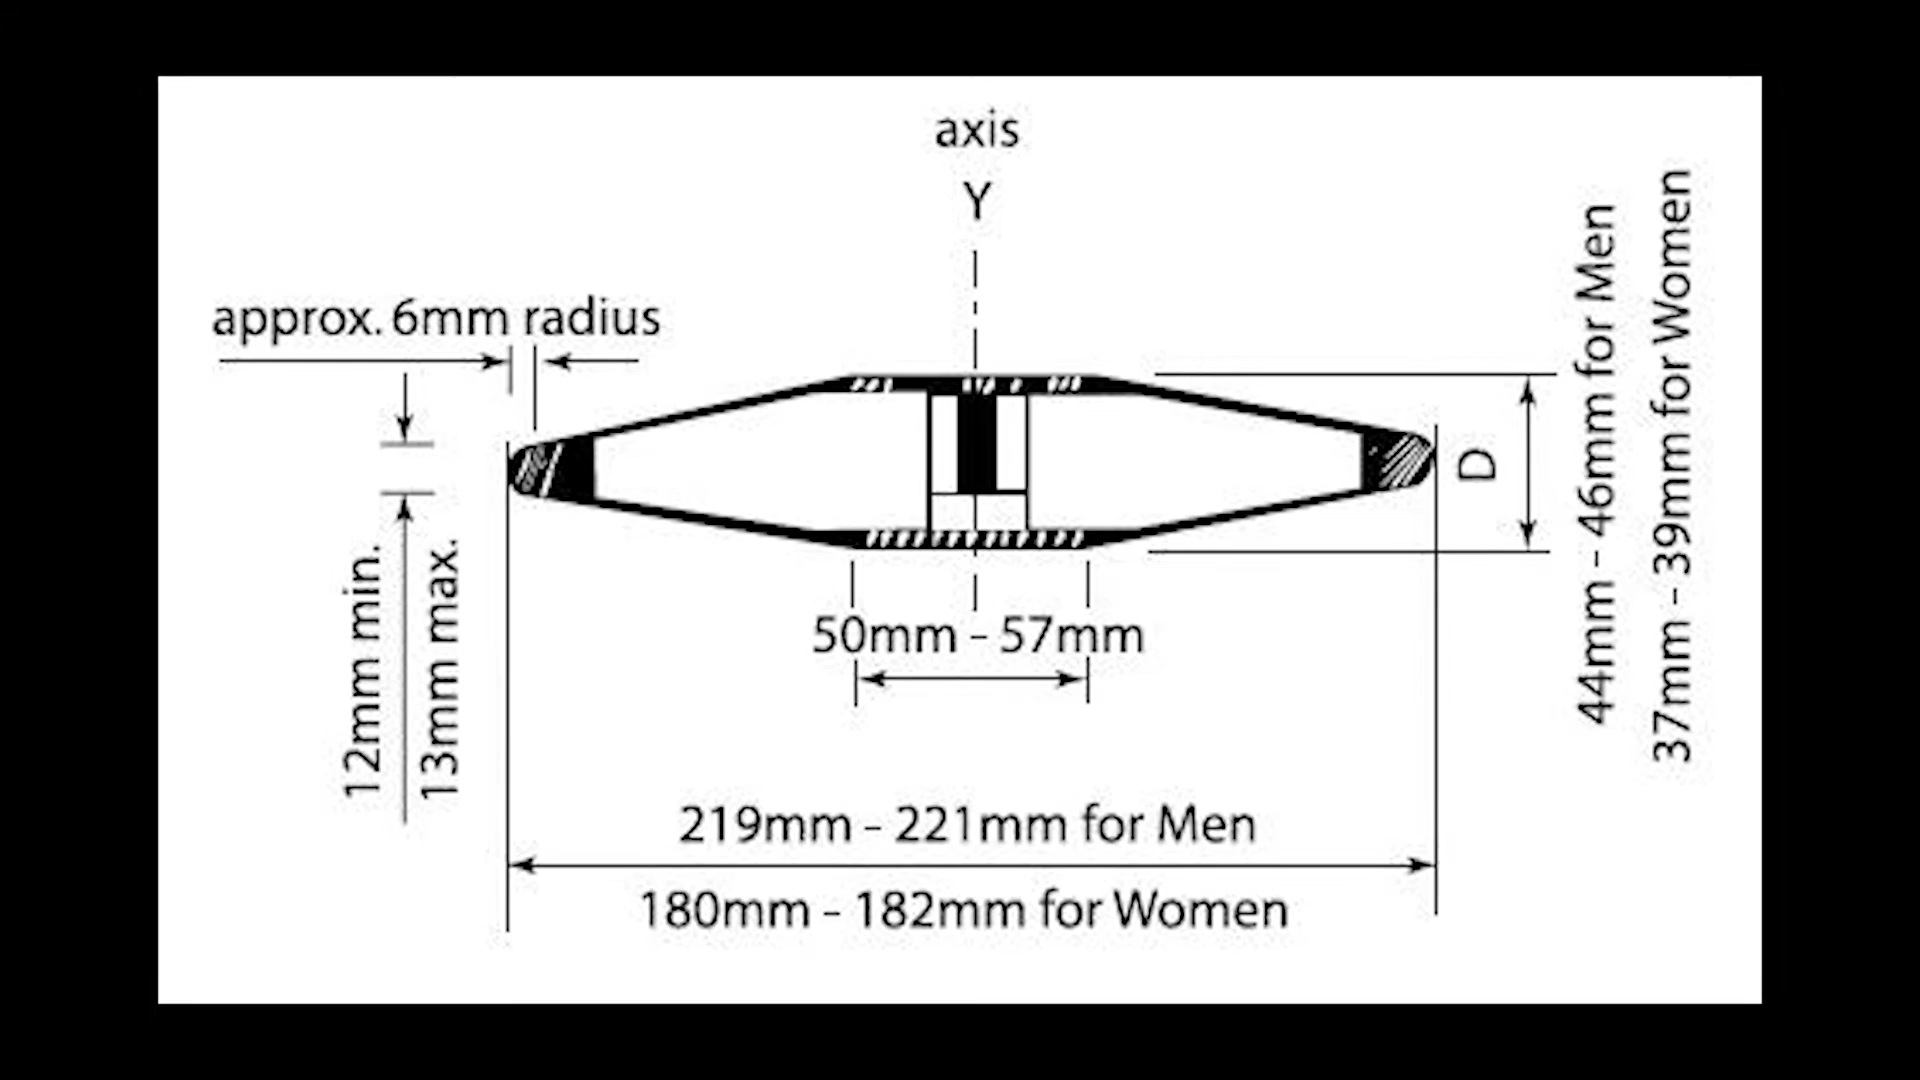 axis
Y
approx. 6mm radius
12mm min.
13mm max.
50mm - 57mm
D
44mm - 46mm for Men
37mm - 39mm for Women
219mm - 221mm for Men
180mm - 182mm for Women